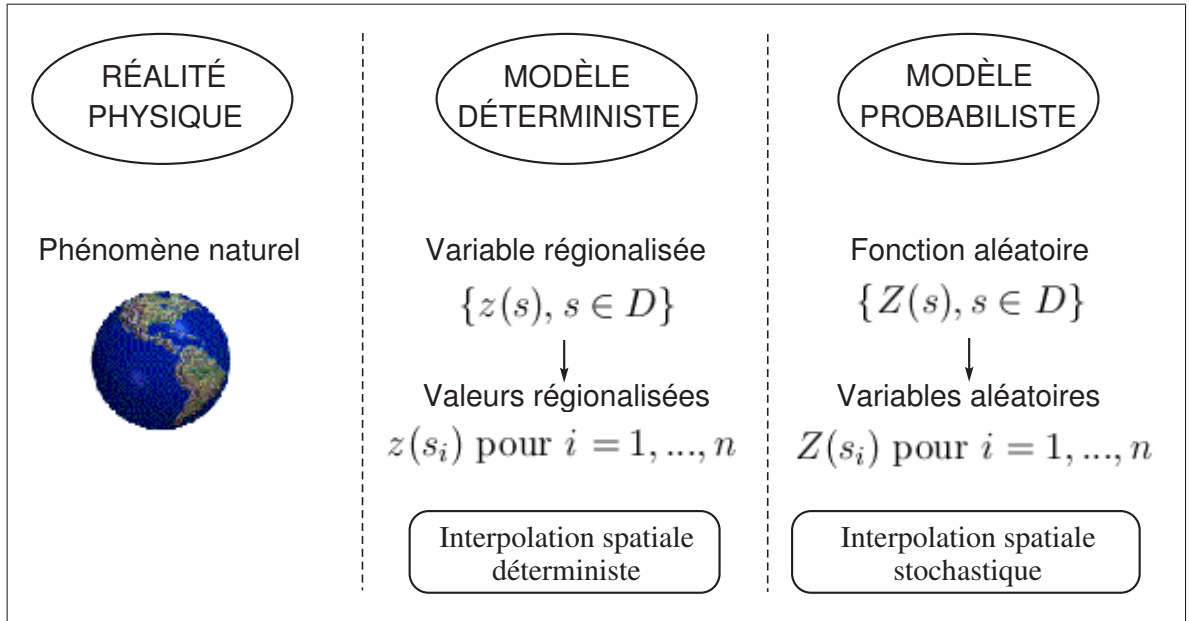 RÉALITÉ
PHYSIQUE
Phénomène naturel
MODÈLE
DÉTERMINISTE
Variable régionalisée
{z(s), s ∈ D}
Valeurs régionalisées
z(s_i) pour i = 1, ..., n
Interpolation spatiale
déterministe
MODÈLE
PROBABILISTE
Fonction aléatoire
{Z(s), s ∈ D}
Variables aléatoires
Z(s_i) pour i = 1, ..., n
Interpolation spatiale
stochastique